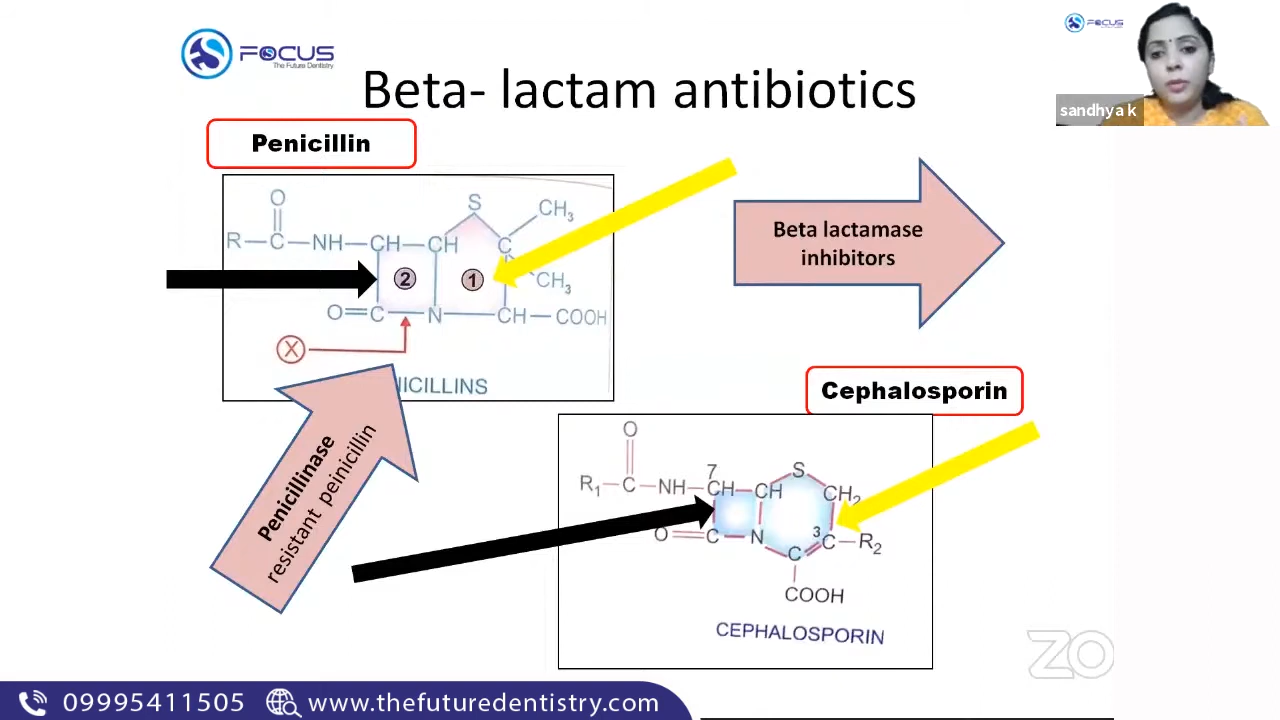 FOCUS
The Future Dentistry
sandhya k
Beta- lactam antibiotics
Penicillin
O
S
CH3
R—C—NH—CH—CH
C
2
1
CH3
O=C
N
CH—COOH
X
NICILLINS
Beta lactamase
inhibitors
Penicillinase
resistant peinicillin
Cephalosporin
O
7
S
R1—C—NH—CH—CH
CH2
3
O=C
N
C
C—R2
COOH
CEPHALOSPORIN
09995411505
www.thefuturedentistry.com